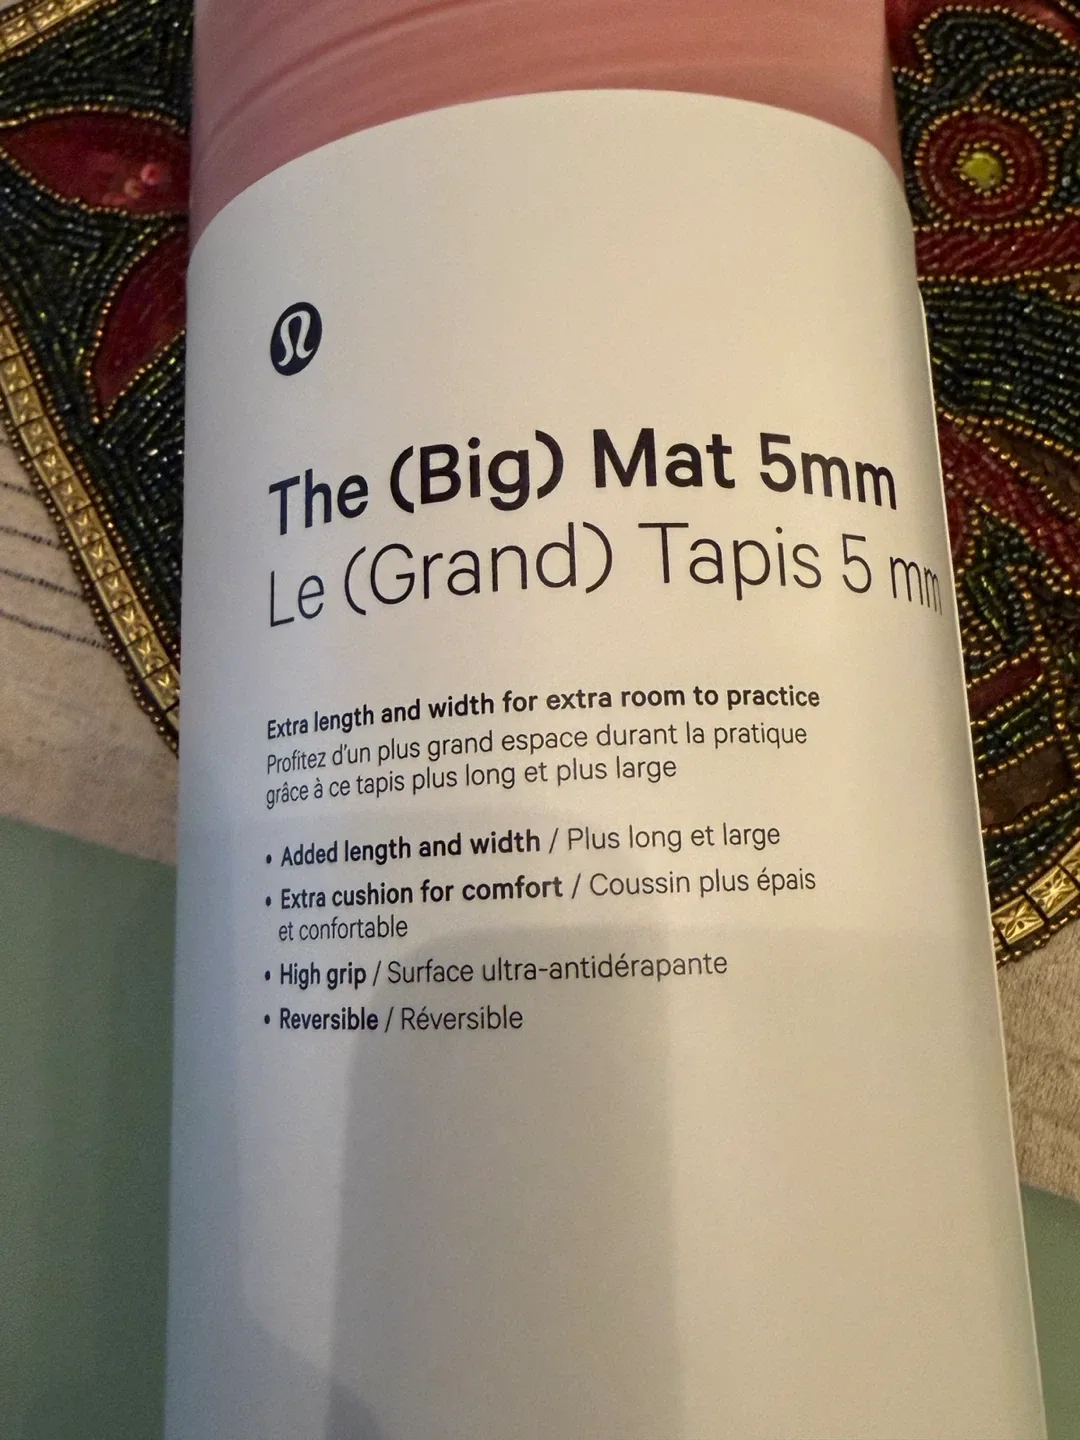 The (Big) Mat 5mm
Le (Grand) Tapis 5 mm
Extra length and width for extra room to practice
Profitez d'un plus grand espace durant la pratique
grâce à ce tapis plus long et plus large
• Added length and width / Plus long et large
• Extra cushion for comfort / Coussin plus épais
et confortable
• High grip / Surface ultra-antidérapante
• Reversible / Réversible